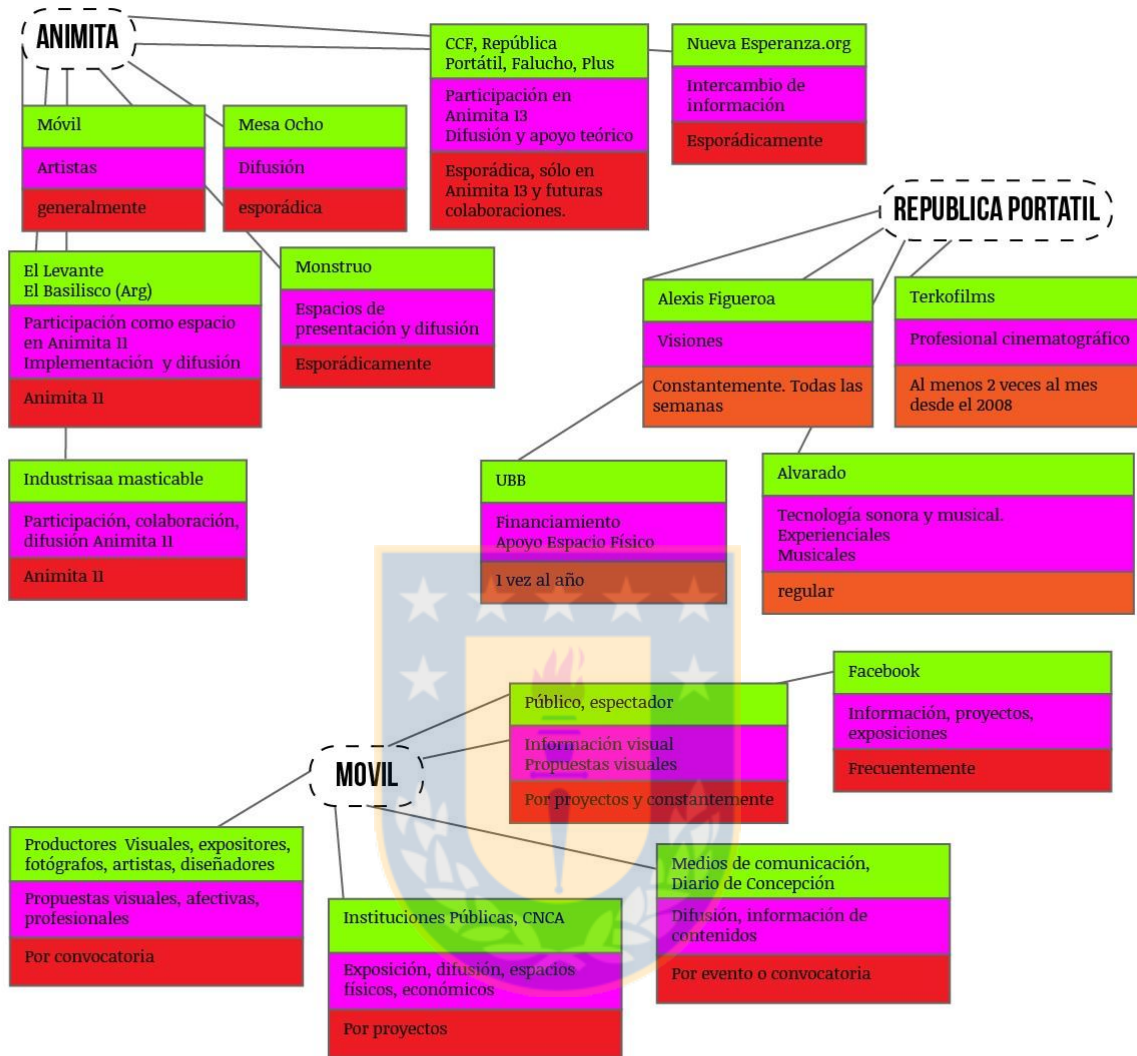 ANIMITA
CCF, República
Portátil, Falucho, Plus
Participación en
Animita 13
Difusión y apoyo teórico
Esporádica, sólo en
Animita 13 y futuras
colaboraciones.
Nueva Esperanza.org
Intercambio de
información
Esporádicamente
Móvil
Artistas
generalmente
Mesa Ocho
Difusión
esporádica
REPUBLICA PORTATIL
El Levante
El Basilisco (Arg)
Participación como espacio
en Animita 11
Implementación y difusión
Animita 11
Monstruo
Espacios de
presentación y difusión
Esporádicamente
Alexis Figueroa
Visiones
Constantemente. Todas las
semanas
Terkofilms
Profesional cinematográfico
Al menos 2 veces al mes
desde el 2008
Industrisaa masticable
Participación, colaboración,
difusión Animita 11
Animita 11
UBB
Financiamiento
Apoyo Espacio Físico
1 vez al año
Alvarado
Tecnología sonora y musical.
Experienciales
Musicales
regular
Facebook
Información, proyectos,
exposiciones
Frecuentemente
Público, espectador
Información visual
Propuestas visuales
Por proyectos y constantemente
MOVIL
Productores Visuales, expositores,
fotógrafos, artistas, diseñadores
Propuestas visuales, afectivas,
profesionales
Por convocatoria
Instituciones Públicas, CNCA
Exposición, difusión, espacios
físicos, económicos
Por proyectos
Medios de comunicación,
Diario de Concepción
Difusión, información de
contenidos
Por evento o convocatoria